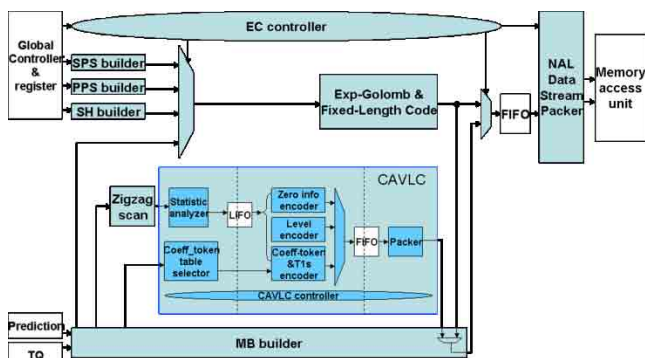 EC controller
Global
Controller
&
register
SPS builder
PPS builder
SH builder
Exp-Golomb &
Fixed-Length Code
FIFO
NAL
Data
Stream
Packer
Memory
access
unit
CAVLC
Zigzag
scan
Statistic
analyzer
LIFO
Zero info
encoder
Level
encoder
Coeff-token
&T1s
encoder
Coeff_token
table
selector
FIFO
Packer
CAVLC controller
Prediction
TQ
MB builder